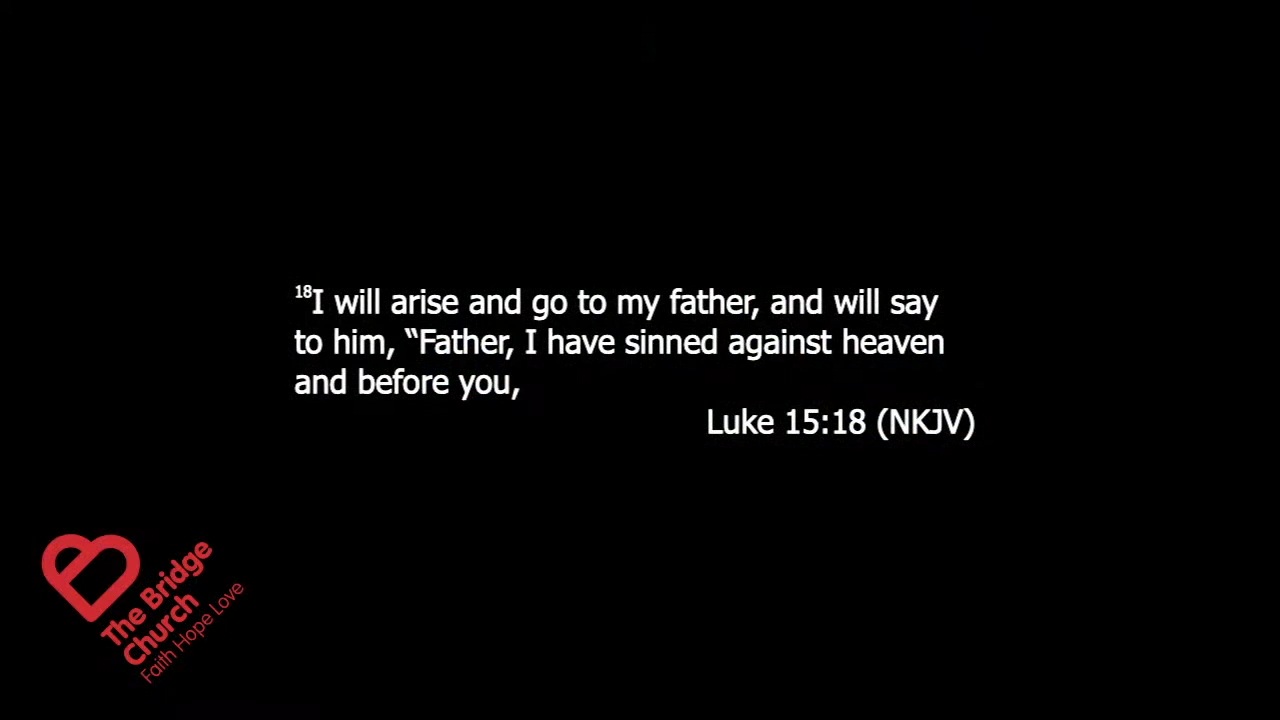 18I will arise and go to my father, and will say
to him, “Father, I have sinned against heaven
and before you,
Luke 15:18 (NKJV)
The Bridge
Church
Faith Hope Love